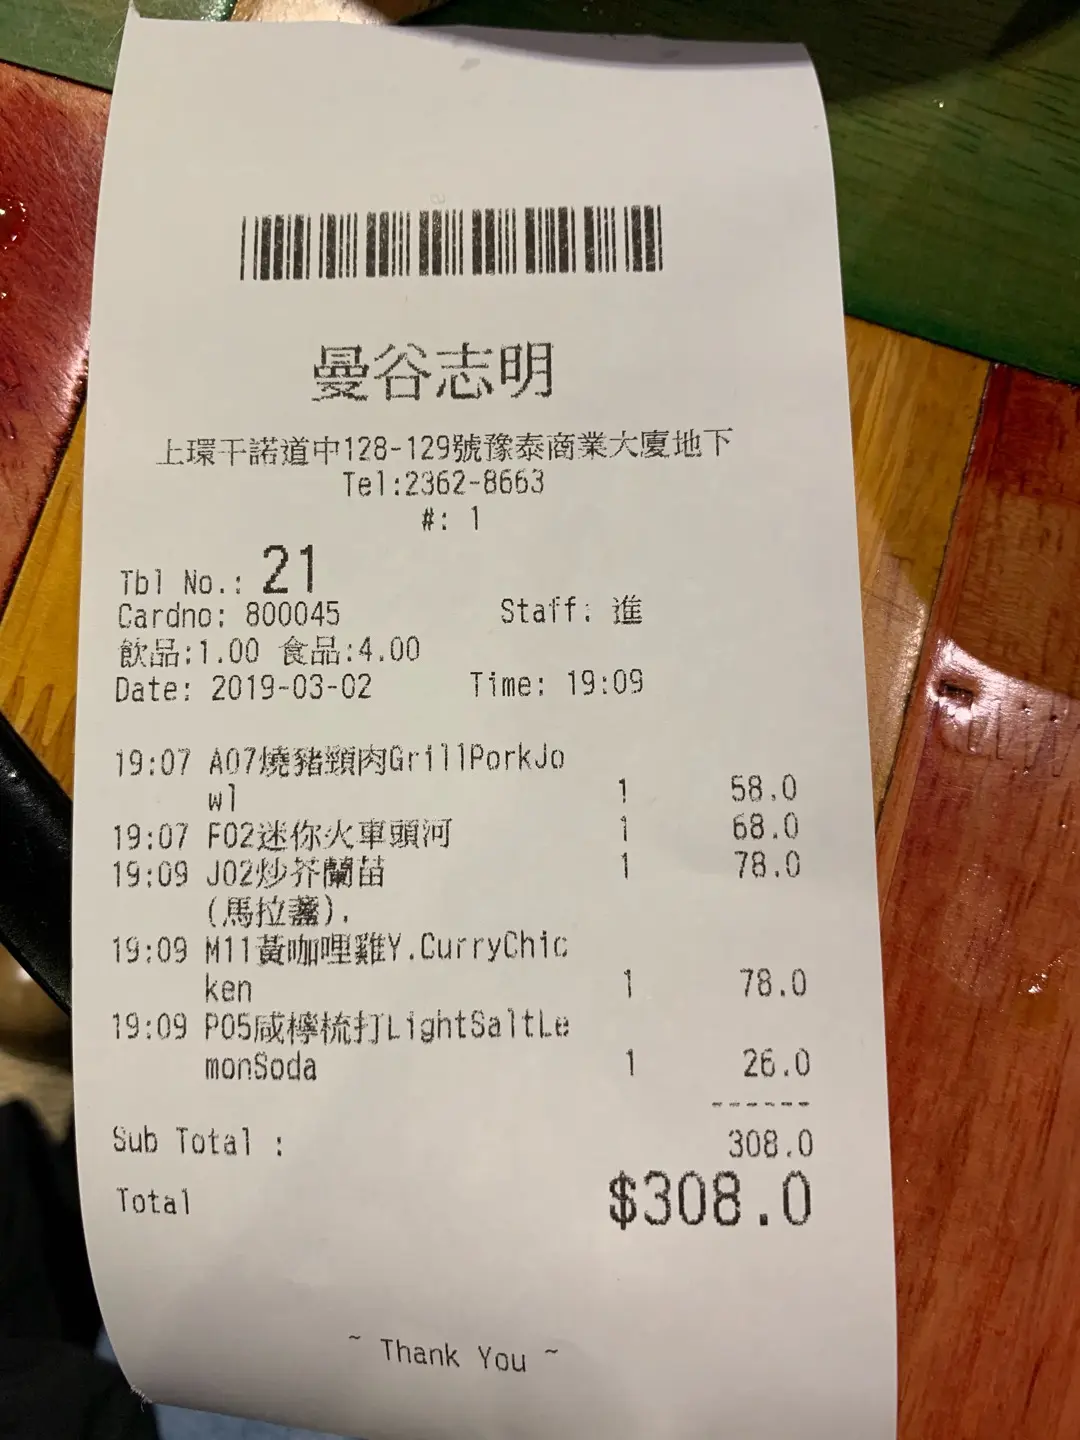 曼谷志明
上環干諾道中128-129號豫泰商業大廈地下
Tel:2362-8663
#: 1
Tbl No.: 21
Cardno: 800045 Staff: 進
飲品:1.00 食品:4.00
Date: 2019-03-02 Time: 19:09
19:07 A07燒豬頸肉GrillPorkJo
wl 1 58.0
19:07 F02迷你火車頭河 1 68.0
19:09 J02炒芥蘭苗 1 78.0
(馬拉盞).
19:09 M11黃咖哩雞Y.CurryChic
ken 1 78.0
19:09 P05咸檸梳打LightSaltLe
monSoda 1 26.0
------
Sub Total : 308.0
Total $308.0
~ Thank You ~